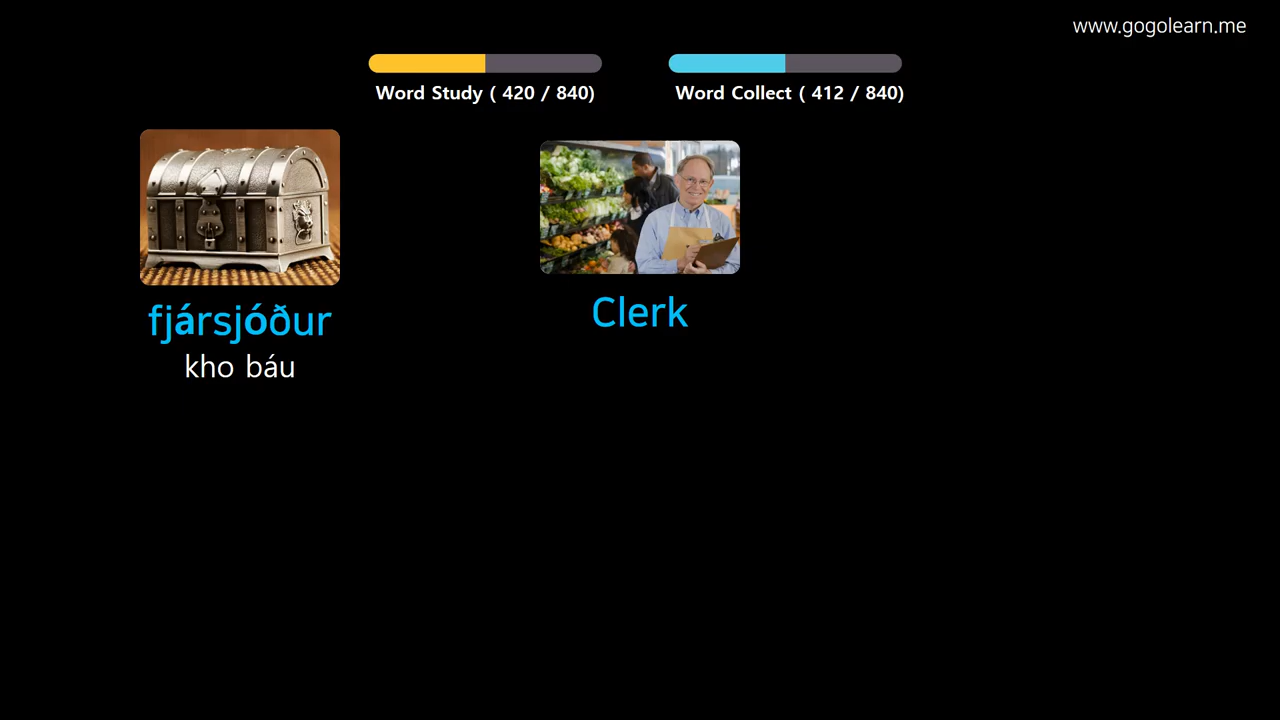 www.gogolearn.me
Word Study ( 420 / 840)
Word Collect ( 412 / 840)
fjársjóður
kho báu
Clerk